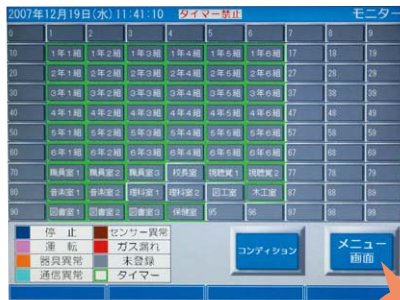 2007年12月19日(水) 11:41:10 タイマー禁止 モニター
0 1 2 3 4 5 6 7 8 9
10 1年1組 1年2組 1年3組 1年4組 1年5組 1年6組 17 18 19
20 2年1組 2年2組 2年3組 2年4組 2年5組 2年6組 27 28 29
30 3年1組 3年2組 3年3組 3年4組 3年5組 3年6組 37 38 39
40 4年1組 4年2組 4年3組 4年4組 4年5組 4年6組 47 48 49
50 5年1組 5年2組 5年3組 5年4組 5年5組 5年6組 57 58 59
60 6年1組 6年2組 6年3組 6年4組 6年5組 6年6組 67 68 69
70 職員室1 職員室2 職員室3 校長室 視聴覚1 視聴覚2 77 78 79
80 音楽室1 音楽室2 理科室1 理科室2 図工室 木工室 87 88 89
90 図書室1 図書室2 図書室3 保健室 95 96 97 98 99
停止 センサー異常
運転 ガス漏れ
器具異常 未登録
通信異常 タイマー
コンディション
メニュー
画面